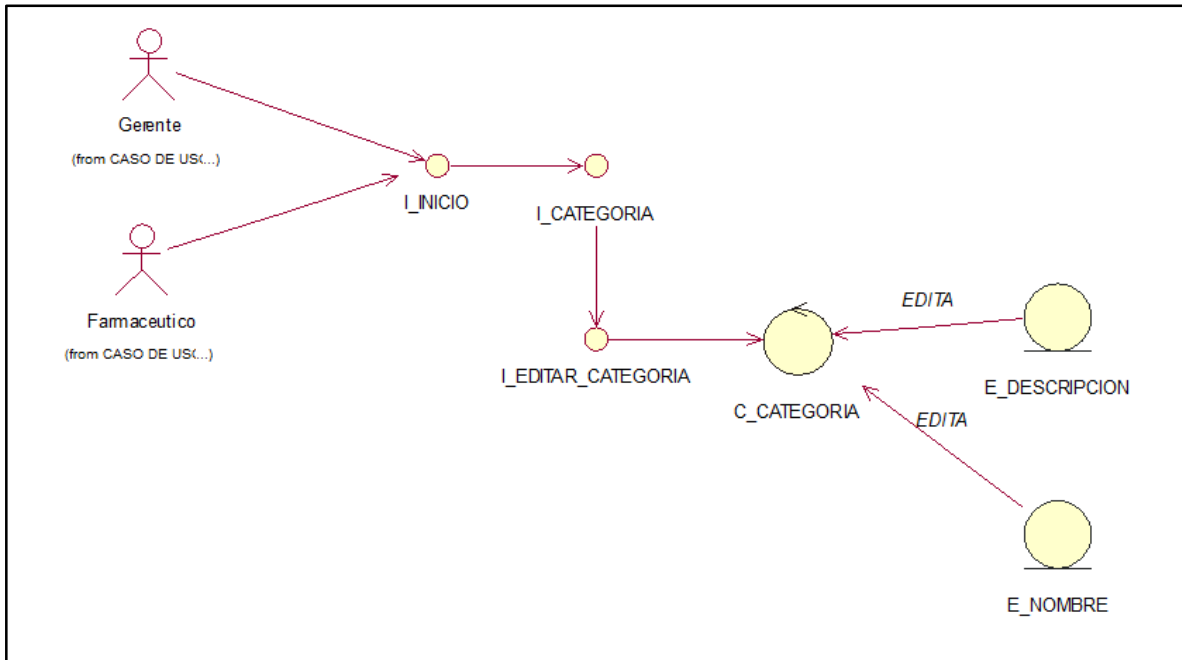 Gerente
(from CASO DE US(...)
I_INICIO
I_CATEGORIA
Farmaceutico
(from CASO DE US(...)
EDITA
I_EDITAR_CATEGORIA
C_CATEGORIA
E_DESCRIPCION
EDITA
E_NOMBRE